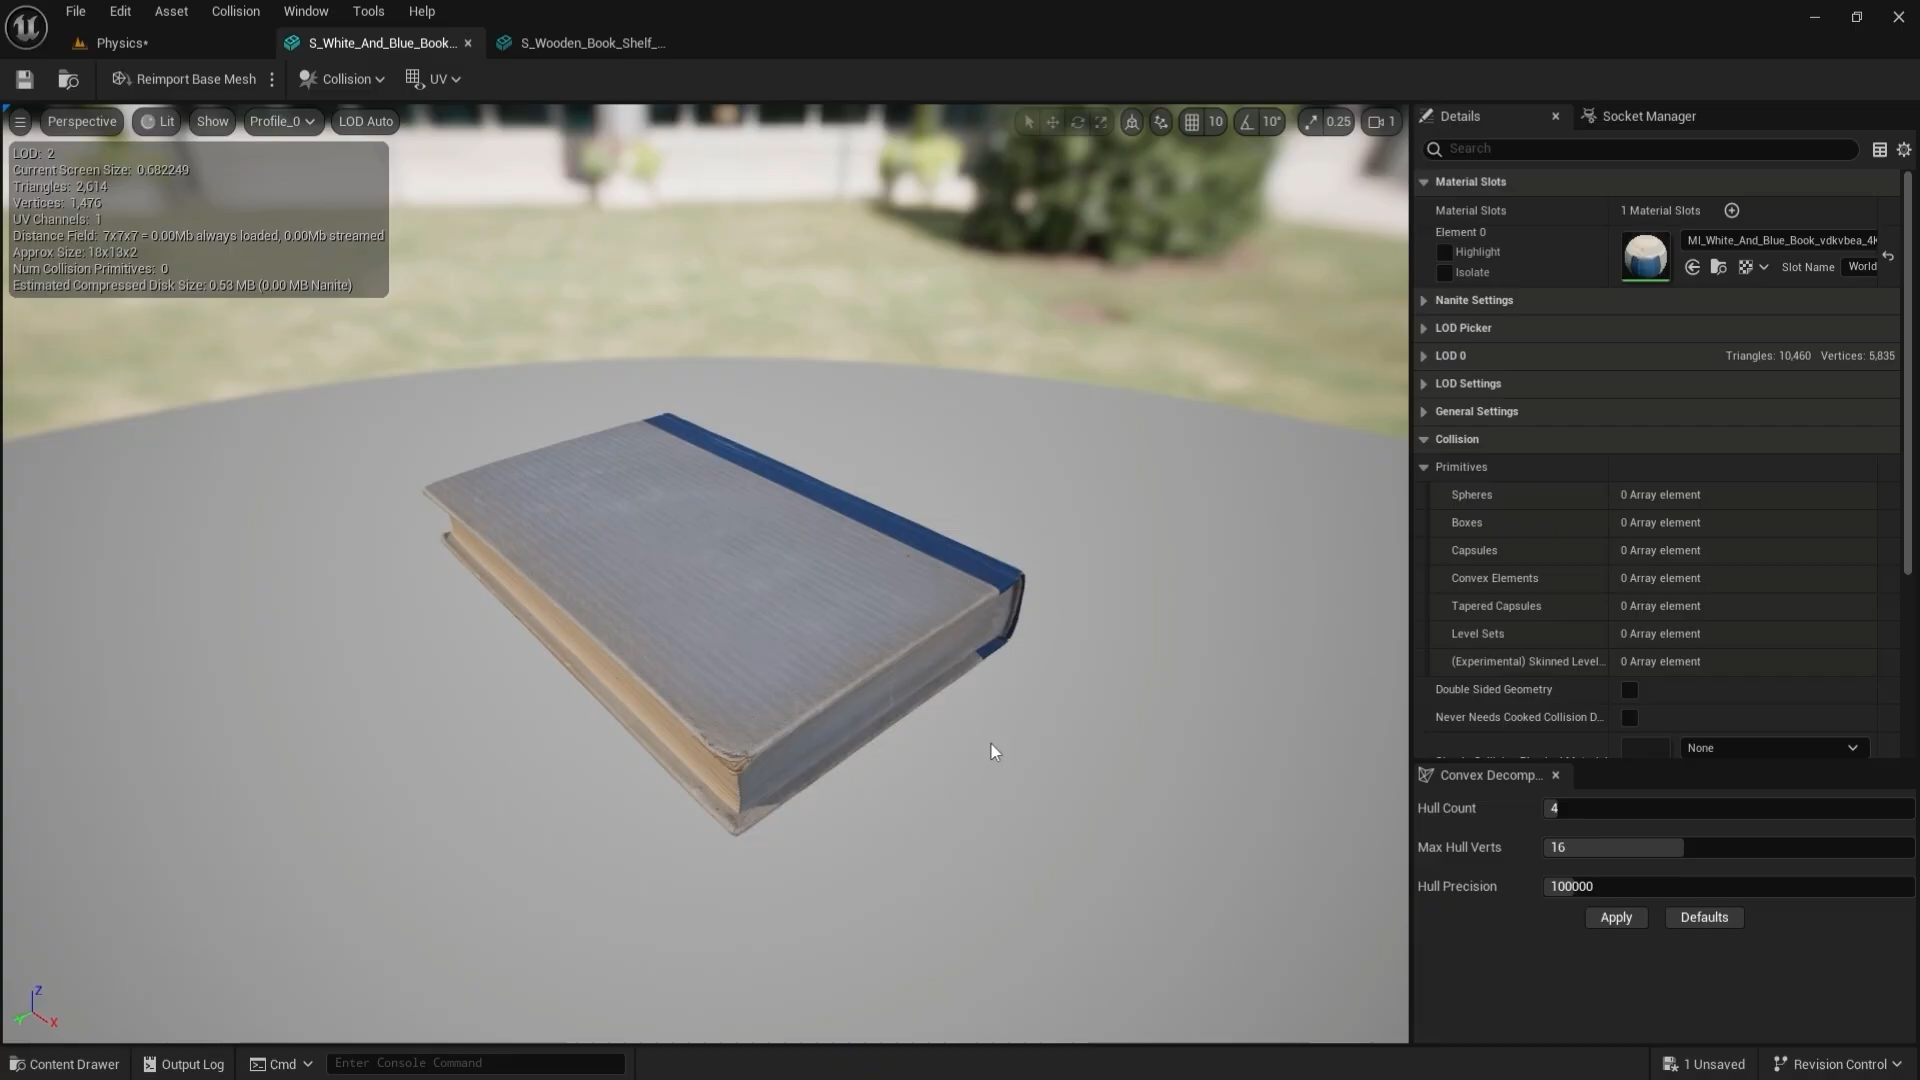 File Edit Asset Collision Window Tools Help
Physics*
S_White_And_Blue_Book...
S_Wooden_Book_Shelf_...
Reimport Base Mesh
Collision
UV
Perspective
Lit
Show
Profile_0
LOD Auto
10
10°
0.25
1
LOD: 2
Current Screen Size: 0.682249
Triangles: 2,614
Vertices: 1,476
UV Channels: 1
Distance Field: 7x7x7 = 0.00Mb always loaded, 0.00Mb streamed
Approx Size: 18x13x2
Num Collision Primitives: 0
Estimated Compressed Disk Size: 0.53 MB (0.00 MB Nanite)
Details
Socket Manager
Search
Material Slots
Material Slots 1 Material Slots
Element 0
Highlight
Isolate
MI_White_And_Blue_Book_vdkvbea_4K
Slot Name World
Nanite Settings
LOD Picker
LOD 0 Triangles: 10,460 Vertices: 5,835
LOD Settings
General Settings
Collision
Primitives
Spheres 0 Array element
Boxes 0 Array element
Capsules 0 Array element
Convex Elements 0 Array element
Tapered Capsules 0 Array element
Level Sets 0 Array element
(Experimental) Skinned Level... 0 Array element
Double Sided Geometry
Never Needs Cooked Collision D...
None
Convex Decomp...
Hull Count 4
Max Hull Verts 16
Hull Precision 100000
Apply Defaults
Z
X
Content Drawer
Output Log
Cmd
Enter Console Command
1 Unsaved
Revision Control